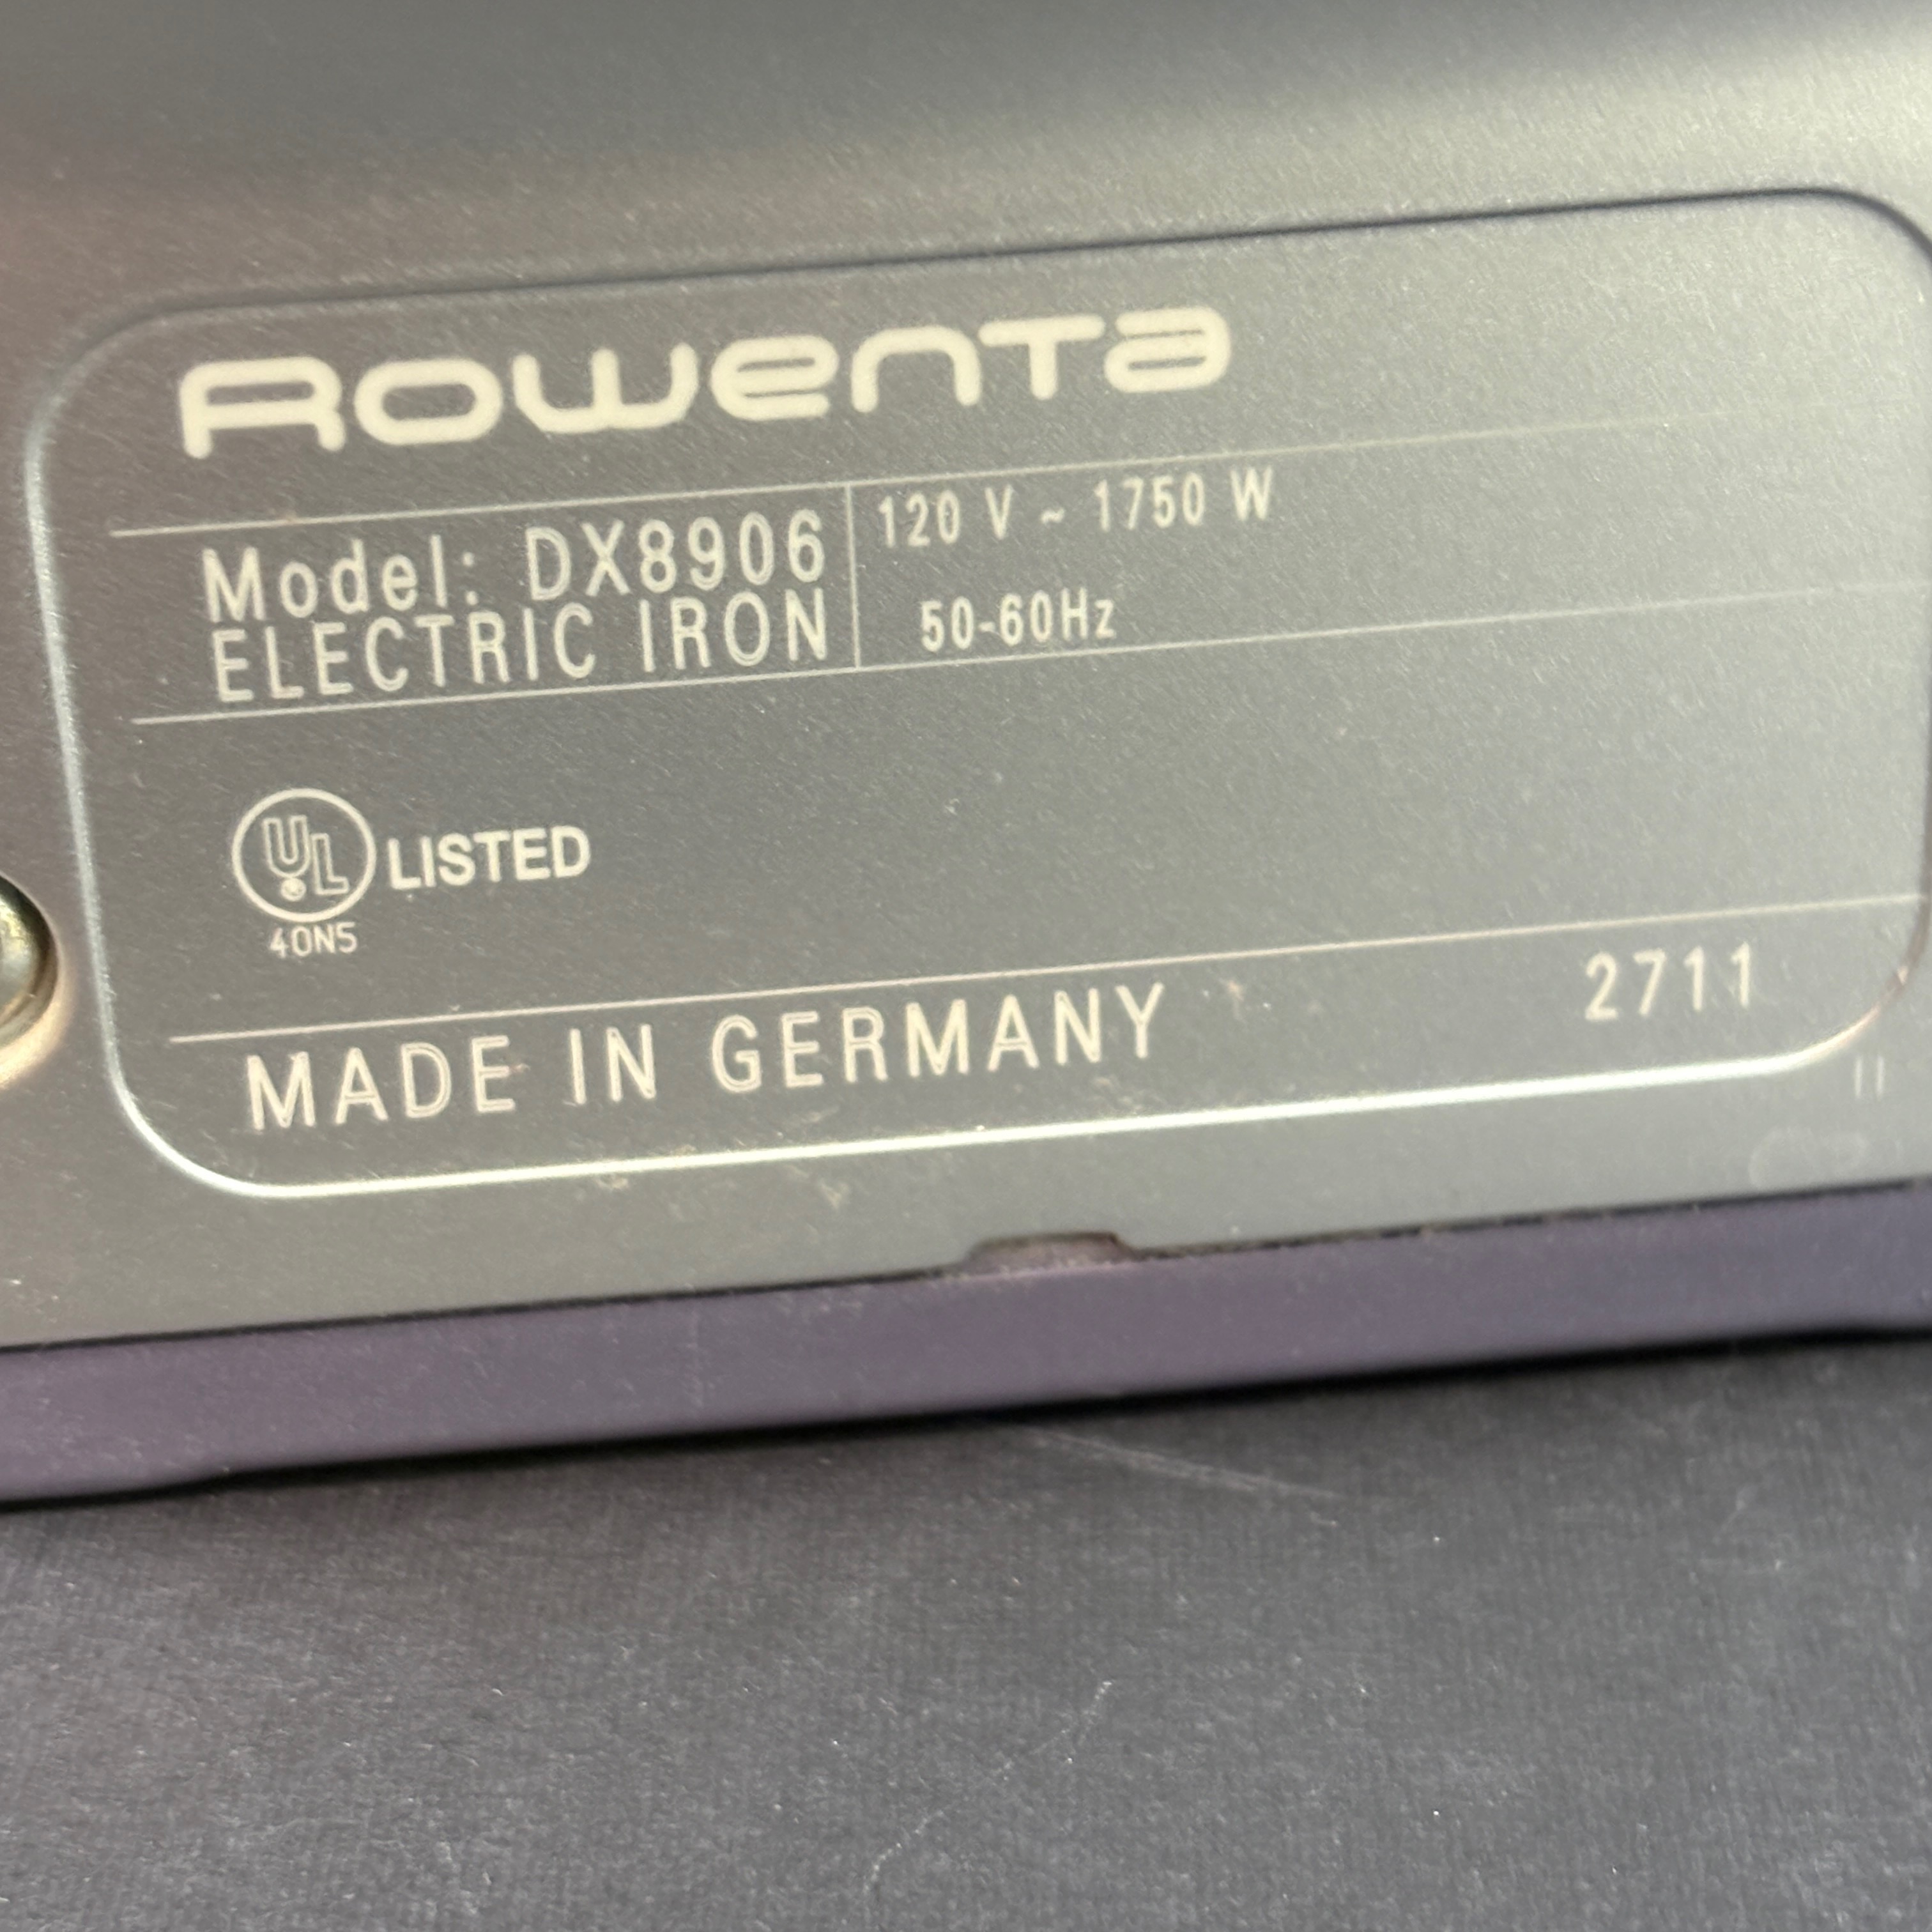 Rowenta
Model: DX8906 120 V ~ 1750 W
ELECTRIC IRON 50-60Hz
UL LISTED
40N5
MADE IN GERMANY 2711